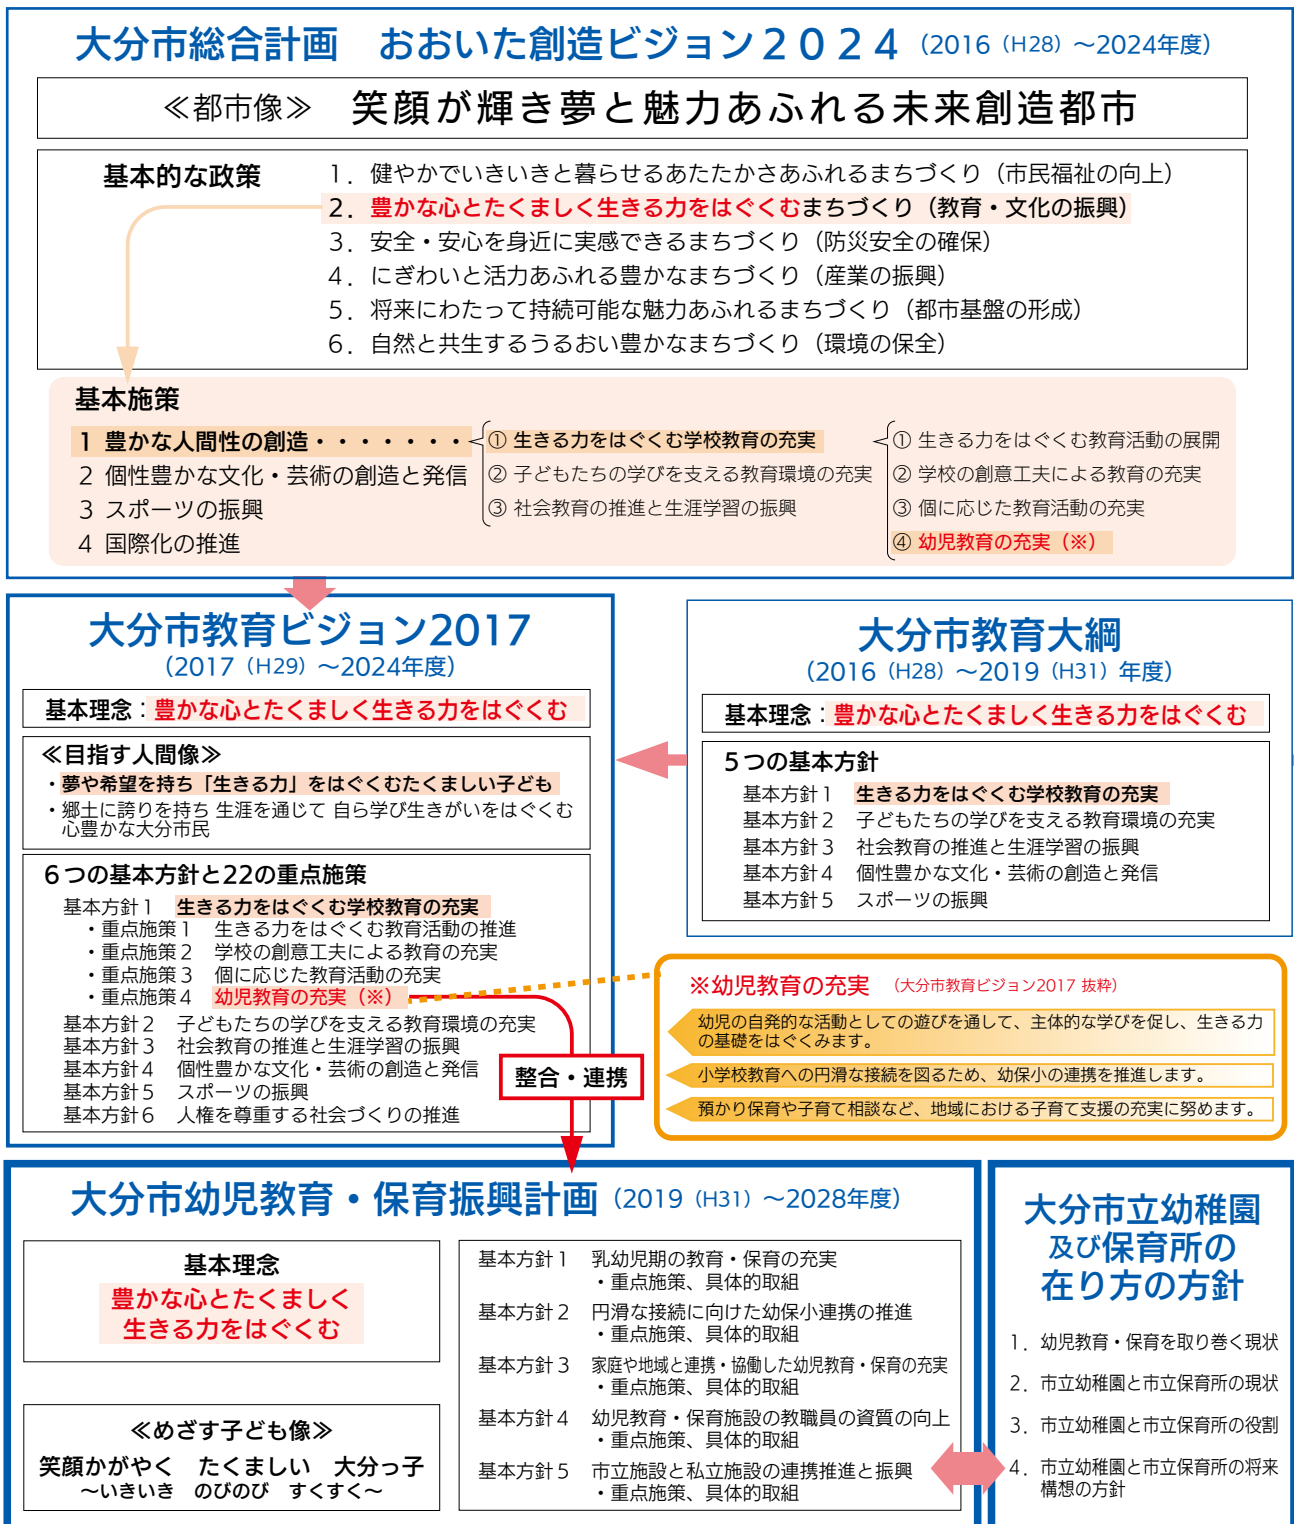 大分市総合計画　おおいた創造ビジョン２０２４（2016（H28）～2024年度）
≪都市像≫　笑顔が輝き夢と魅力あふれる未来創造都市
基本的な政策
１．健やかでいきいきと暮らせるあたたかさあふれるまちづくり（市民福祉の向上）
２．豊かな心とたくましく生きる力をはぐくむまちづくり（教育・文化の振興）
３．安全・安心を身近に実感できるまちづくり（防災安全の確保）
４．にぎわいと活力あふれる豊かなまちづくり（産業の振興）
５．将来にわたって持続可能な魅力あふれるまちづくり（都市基盤の形成）
６．自然と共生するうるおい豊かなまちづくり（環境の保全）
基本施策
１ 豊かな人間性の創造・・・・・・・
２ 個性豊かな文化・芸術の創造と発信
３ スポーツの振興
４ 国際化の推進
① 生きる力をはぐくむ学校教育の充実
② 子どもたちの学びを支える教育環境の充実
③ 社会教育の推進と生涯学習の振興
① 生きる力をはぐくむ教育活動の展開
② 学校の創意工夫による教育の充実
③ 個に応じた教育活動の充実
④ 幼児教育の充実（※）
大分市教育ビジョン2017
（2017（H29）～2024年度）
基本理念：豊かな心とたくましく生きる力をはぐくむ
≪目指す人間像≫
・夢や希望を持ち「生きる力」をはぐくむたくましい子ども
・郷土に誇りを持ち 生涯を通じて 自ら学び生きがいをはぐくむ
心豊かな大分市民
６つの基本方針と22の重点施策
基本方針１　生きる力をはぐくむ学校教育の充実
・重点施策１　生きる力をはぐくむ教育活動の推進
・重点施策２　学校の創意工夫による教育の充実
・重点施策３　個に応じた教育活動の充実
・重点施策４　幼児教育の充実（※）
基本方針２　子どもたちの学びを支える教育環境の充実
基本方針３　社会教育の推進と生涯学習の振興
基本方針４　個性豊かな文化・芸術の創造と発信
基本方針５　スポーツの振興
基本方針６　人権を尊重する社会づくりの推進
整合・連携
大分市教育大綱
（2016（H28）～2019（H31）年度）
基本理念：豊かな心とたくましく生きる力をはぐくむ
５つの基本方針
基本方針１　生きる力をはぐくむ学校教育の充実
基本方針２　子どもたちの学びを支える教育環境の充実
基本方針３　社会教育の推進と生涯学習の振興
基本方針４　個性豊かな文化・芸術の創造と発信
基本方針５　スポーツの振興
※幼児教育の充実　（大分市教育ビジョン2017 抜粋）
幼児の自発的な活動としての遊びを通して、主体的な学びを促し、生きる力
の基礎をはぐくみます。
小学校教育への円滑な接続を図るため、幼保小の連携を推進します。
預かり保育や子育て相談など、地域における子育て支援の充実に努めます。
大分市幼児教育・保育振興計画（2019（H31）～2028年度）
基本理念
豊かな心とたくましく
生きる力をはぐくむ
≪めざす子ども像≫
笑顔かがやく　たくましい　大分っ子
～いきいき　のびのび　すくすく～
基本方針１　乳幼児期の教育・保育の充実
・重点施策、具体的取組
基本方針２　円滑な接続に向けた幼保小連携の推進
・重点施策、具体的取組
基本方針３　家庭や地域と連携・協働した幼児教育・保育の充実
・重点施策、具体的取組
基本方針４　幼児教育・保育施設の教職員の資質の向上
・重点施策、具体的取組
基本方針５　市立施設と私立施設の連携推進と振興
・重点施策、具体的取組
大分市立幼稚園
及び保育所の
在り方の方針
１．幼児教育・保育を取り巻く現状
２．市立幼稚園と市立保育所の現状
３．市立幼稚園と市立保育所の役割
４．市立幼稚園と市立保育所の将来
構想の方針